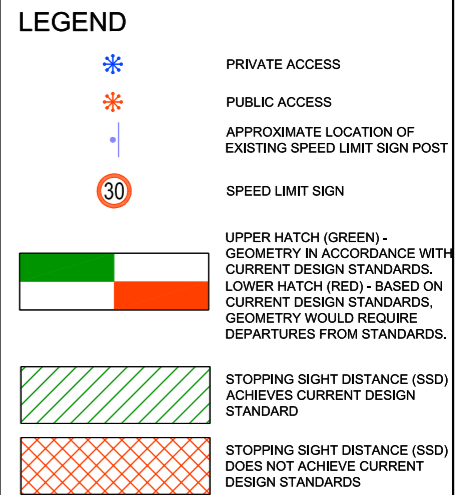 LEGEND
PRIVATE ACCESS
PUBLIC ACCESS
APPROXIMATE LOCATION OF
EXISTING SPEED LIMIT SIGN POST
30
SPEED LIMIT SIGN
UPPER HATCH (GREEN) -
GEOMETRY IN ACCORDANCE WITH
CURRENT DESIGN STANDARDS.
LOWER HATCH (RED) - BASED ON
CURRENT DESIGN STANDARDS,
GEOMETRY WOULD REQUIRE
DEPARTURES FROM STANDARDS.
STOPPING SIGHT DISTANCE (SSD)
ACHIEVES CURRENT DESIGN
STANDARD
STOPPING SIGHT DISTANCE (SSD)
DOES NOT ACHIEVE CURRENT
DESIGN STANDARDS